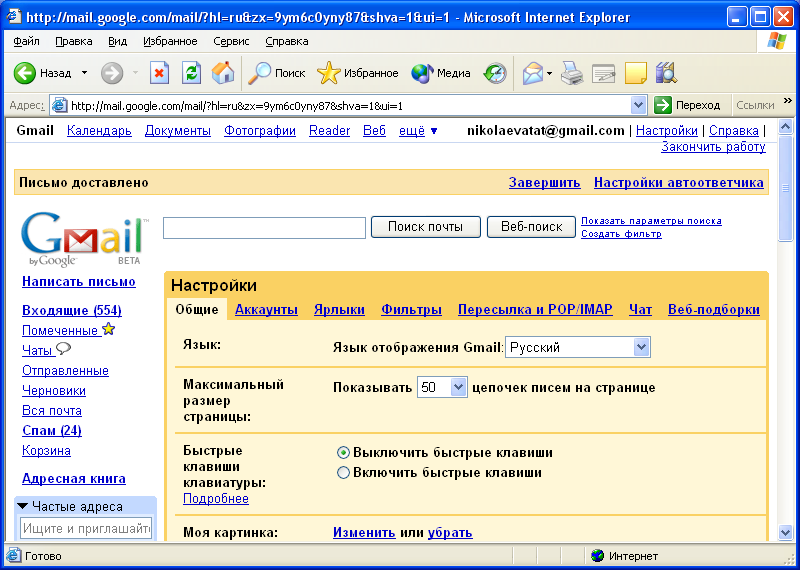 http://mail.google.com/mail/?hl=ru&zx=9ym6c0yny87&shva=1&ui=1 - Microsoft Internet Explorer
Файл Правка Вид Избранное Сервис Справка
Назад Поиск Избранное Медиа
Адрес: http://mail.google.com/mail/?hl=ru&zx=9ym6c0yny87&shva=1&ui=1 Переход Ссылки »
Gmail Календарь Документы Фотографии Reader Веб ещё ▼ nikolaevatat@gmail.com | Настройки | Справка |
Закончить работу
Письмо доставлено Завершить Настройки автоответчика
Gmail™
by Google BETA
Поиск почты Веб-поиск Показать параметры поиска
Создать фильтр
Написать письмо
Входящие (554)
Помеченные
Чаты
Отправленные
Черновики
Вся почта
Спам (24)
Корзина
Адресная книга
▼ Частые адреса
Ищите и приглашайт
Настройки
Общие Аккаунты Ярлыки Фильтры Пересылка и POP/IMAP Чат Веб-подборки
Язык: Язык отображения Gmail: Русский
Максимальный
размер
страницы:
Показывать 50 цепочек писем на странице
Быстрые
клавиши
клавиатуры:
Подробнее
Выключить быстрые клавиши
Включить быстрые клавиши
Моя картинка: Изменить или убрать
Готово Интернет